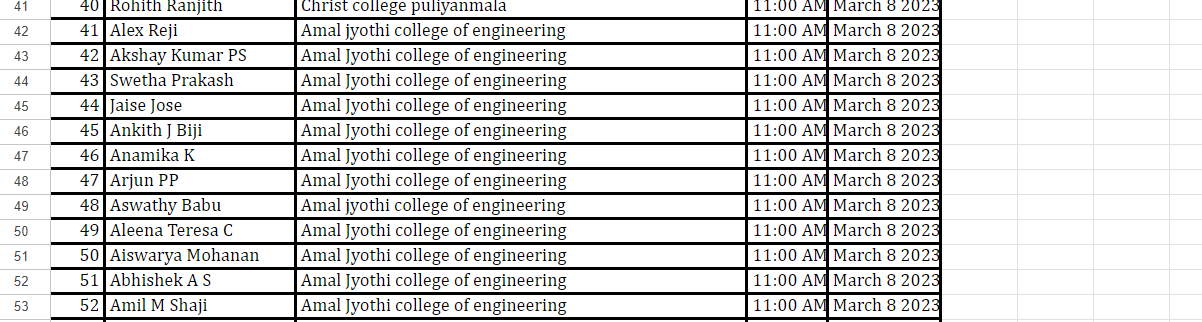 41 40 Rohith Ranjith Christ college puliyanmala 11:00 AM March 8 2023
42 41 Alex Reji Amal jyothi college of engineering 11:00 AM March 8 2023
43 42 Akshay Kumar PS Amal Jyothi college of engineering 11:00 AM March 8 2023
44 43 Swetha Prakash Amal Jyothi college of engineering 11:00 AM March 8 2023
45 44 Jaise Jose Amal Jyothi college of engineering 11:00 AM March 8 2023
46 45 Ankith J Biji Amal Jyothi college of engineering 11:00 AM March 8 2023
47 46 Anamika K Amal Jyothi college of engineering 11:00 AM March 8 2023
48 47 Arjun PP Amal Jyothi college of engineering 11:00 AM March 8 2023
49 48 Aswathy Babu Amal jyothi college of engineering 11:00 AM March 8 2023
50 49 Aleena Teresa C Amal Jyothi college of engineering 11:00 AM March 8 2023
51 50 Aiswarya Mohanan Amal Jyothi college of engineering 11:00 AM March 8 2023
52 51 Abhishek A S Amal Jyothi college of engineering 11:00 AM March 8 2023
53 52 Amil M Shaji Amal Jyothi college of engineering 11:00 AM March 8 2023